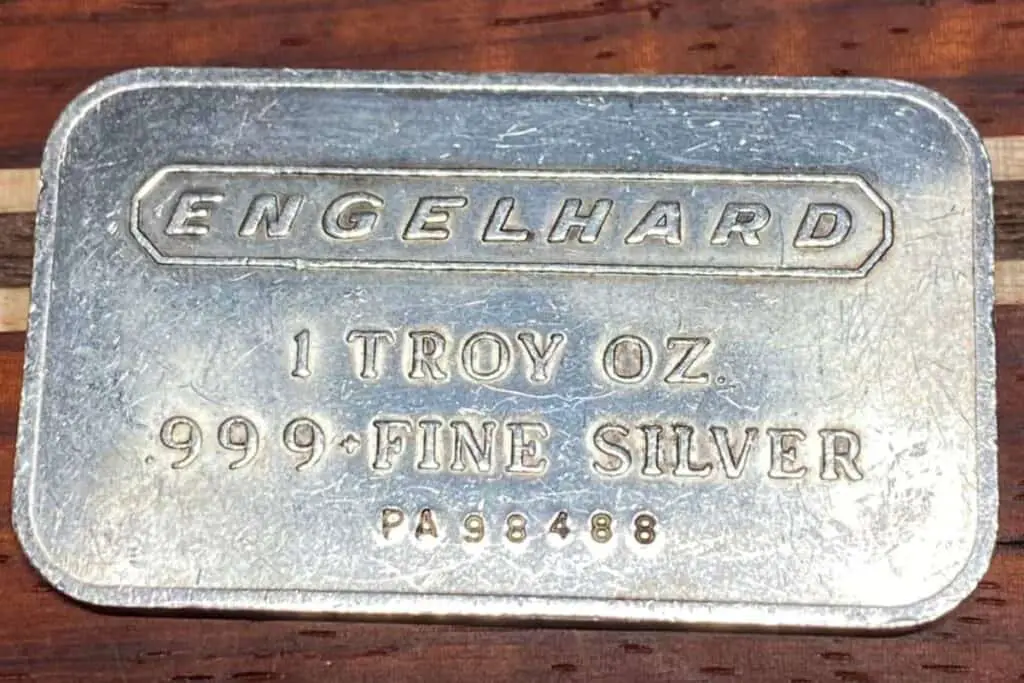 ENGELHARD
1 TROY OZ.
.999+FINE SILVER
PA98488